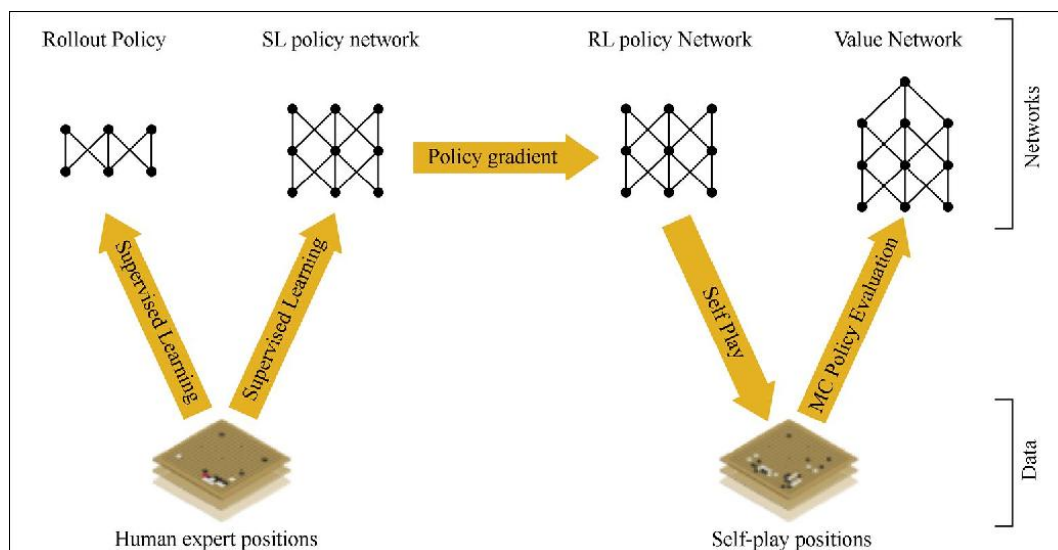 Rollout Policy
SL policy network
RL policy Network
Value Network
Networks
Policy gradient
Supervised Learning
Supervised Learning
Self Play
MC Policy Evaluation
Data
Human expert positions
Self-play positions